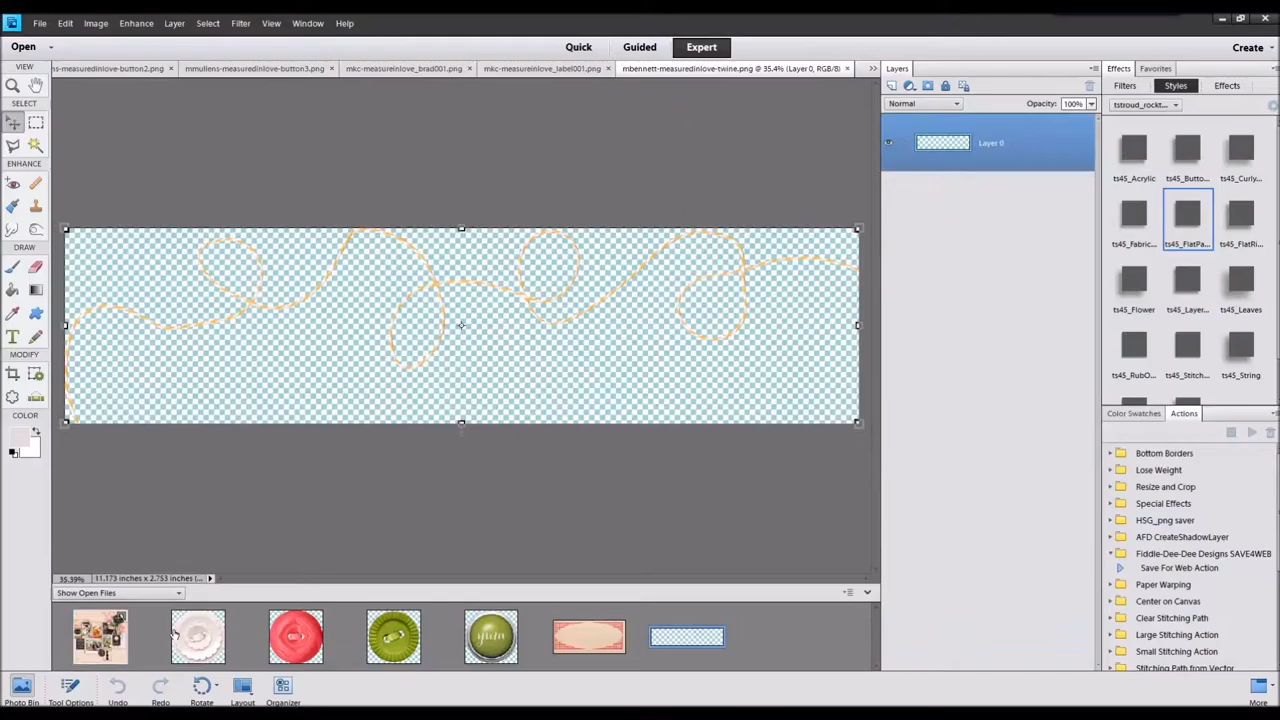 File Edit Image Enhance Layer Select Filter View Window Help
Open Quick Guided Expert Create
VIEW
SELECT
ENHANCE
DRAW
MODIFY
COLOR
ns-measuredinlove-button2.png × mmullens-measuredinlove-button3.png × mkc-measureinlove_brad001.png × mkc-measureinlove_label001.png × mbennett-measuredinlove-twine.png @ 35.4% (Layer 0, RGB/8) ×
35.39% 11.173 inches x 2.753 inches (...
Show Open Files
yum
Photo Bin Tool Options Undo Redo Rotate Layout Organizer More
Layers
Normal Opacity: 100%
Layer 0
Effects Favorites
Filters Styles Effects
tstroud_rockt...
ts45_Acrylic ts45_Butto... ts45_Curly...
ts45_Fabric... ts45_FlatPa... ts45_FlatRi...
ts45_Flower ts45_Layer... ts45_Leaves
ts45_RubO... ts45_Stitch... ts45_String
Color Swatches Actions
Bottom Borders
Lose Weight
Resize and Crop
Special Effects
HSG_png saver
AFD CreateShadowLayer
Fiddle-Dee-Dee Designs SAVE4WEB
Save For Web Action
Paper Warping
Center on Canvas
Clear Stitching Path
Large Stitching Action
Small Stitching Action
Stitching Path from Vector